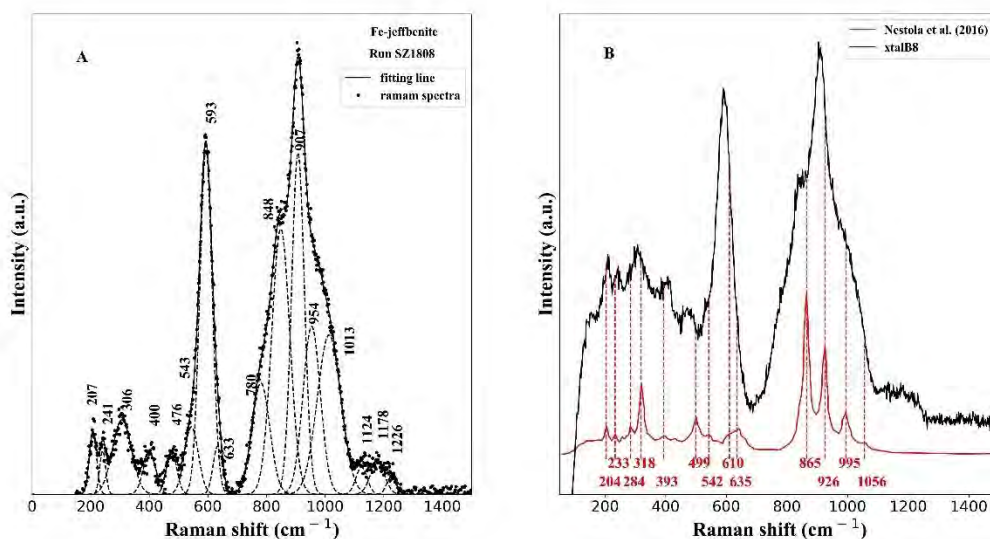 A
Fe-jeffbenite
Run SZ1808
fitting line
ramam spectra
593
907
848
954
1013
780
543
633
207
241
306
400
476
1124
1178
1226
Intensity (a.u.)
0 200 400 600 800 1000 1200 1400
Raman shift (cm⁻¹)
B
Nestola et al. (2016)
xtalB8
Intensity (a.u.)
233 318 499 610 865 995
204 284 393 542 635 926 1056
200 400 600 800 1000 1200 1400
Raman shift (cm⁻¹)